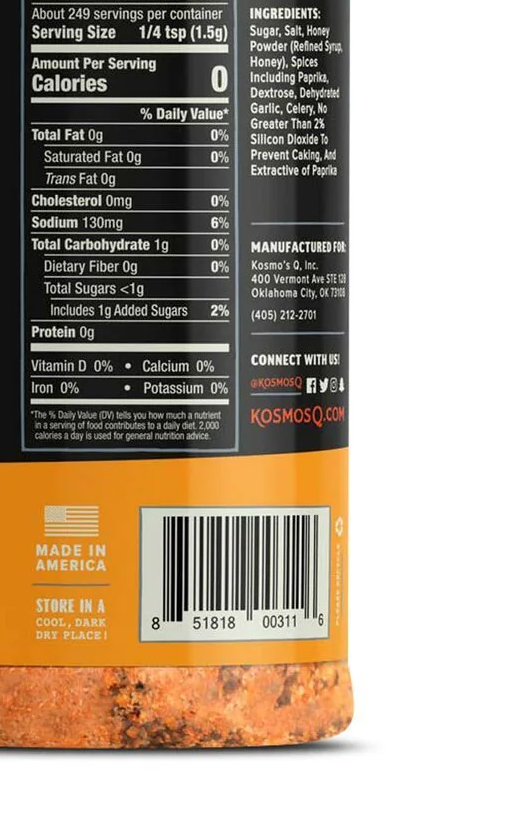 About 249 servings per container
Serving Size 1/4 tsp (1.5g)
Amount Per Serving
Calories 0
% Daily Value*
Total Fat 0g 0%
Saturated Fat 0g 0%
Trans Fat 0g
Cholesterol 0mg 0%
Sodium 130mg 6%
Total Carbohydrate 1g 0%
Dietary Fiber 0g 0%
Total Sugars <1g
Includes 1g Added Sugars 2%
Protein 0g
Vitamin D 0% • Calcium 0%
Iron 0% • Potassium 0%
*The % Daily Value (DV) tells you how much a nutrient
in a serving of food contributes to a daily diet. 2,000
calories a day is used for general nutrition advice.
INGREDIENTS:
Sugar, Salt, Honey
Powder (Refined Syrup,
Honey), Spices
Including Paprika,
Dextrose, Dehydrated
Garlic, Celery, No
Greater Than 2%
Silicon Dioxide To
Prevent Caking, And
Extractive of Paprika
MANUFACTURED FOR:
Kosmo's Q, Inc.
400 Vermont Ave STE 128
Oklahoma City, OK 73108
(405) 212-2701
CONNECT WITH US!
@KOSMOSQ
KOSMOSQ.COM
MADE IN
AMERICA
STORE IN A
COOL, DARK
DRY PLACE!
8 51818 00311 6
PLEASE RECYCLE